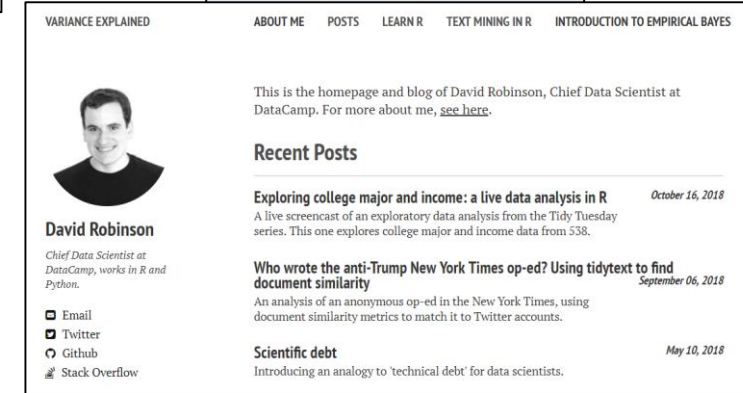 VARIANCE EXPLAINED
ABOUT ME POSTS LEARN R TEXT MINING IN R INTRODUCTION TO EMPIRICAL BAYES
David Robinson
Chief Data Scientist at
DataCamp, works in R and
Python.
Email
Twitter
Github
Stack Overflow
This is the homepage and blog of David Robinson, Chief Data Scientist at
DataCamp. For more about me, see here.
Recent Posts
Exploring college major and income: a live data analysis in R October 16, 2018
A live screencast of an exploratory data analysis from the Tidy Tuesday
series. This one explores college major and income data from 538.
Who wrote the anti-Trump New York Times op-ed? Using tidytext to find
document similarity September 06, 2018
An analysis of an anonymous op-ed in the New York Times, using
document similarity metrics to match it to Twitter accounts.
Scientific debt May 10, 2018
Introducing an analogy to 'technical debt' for data scientists.